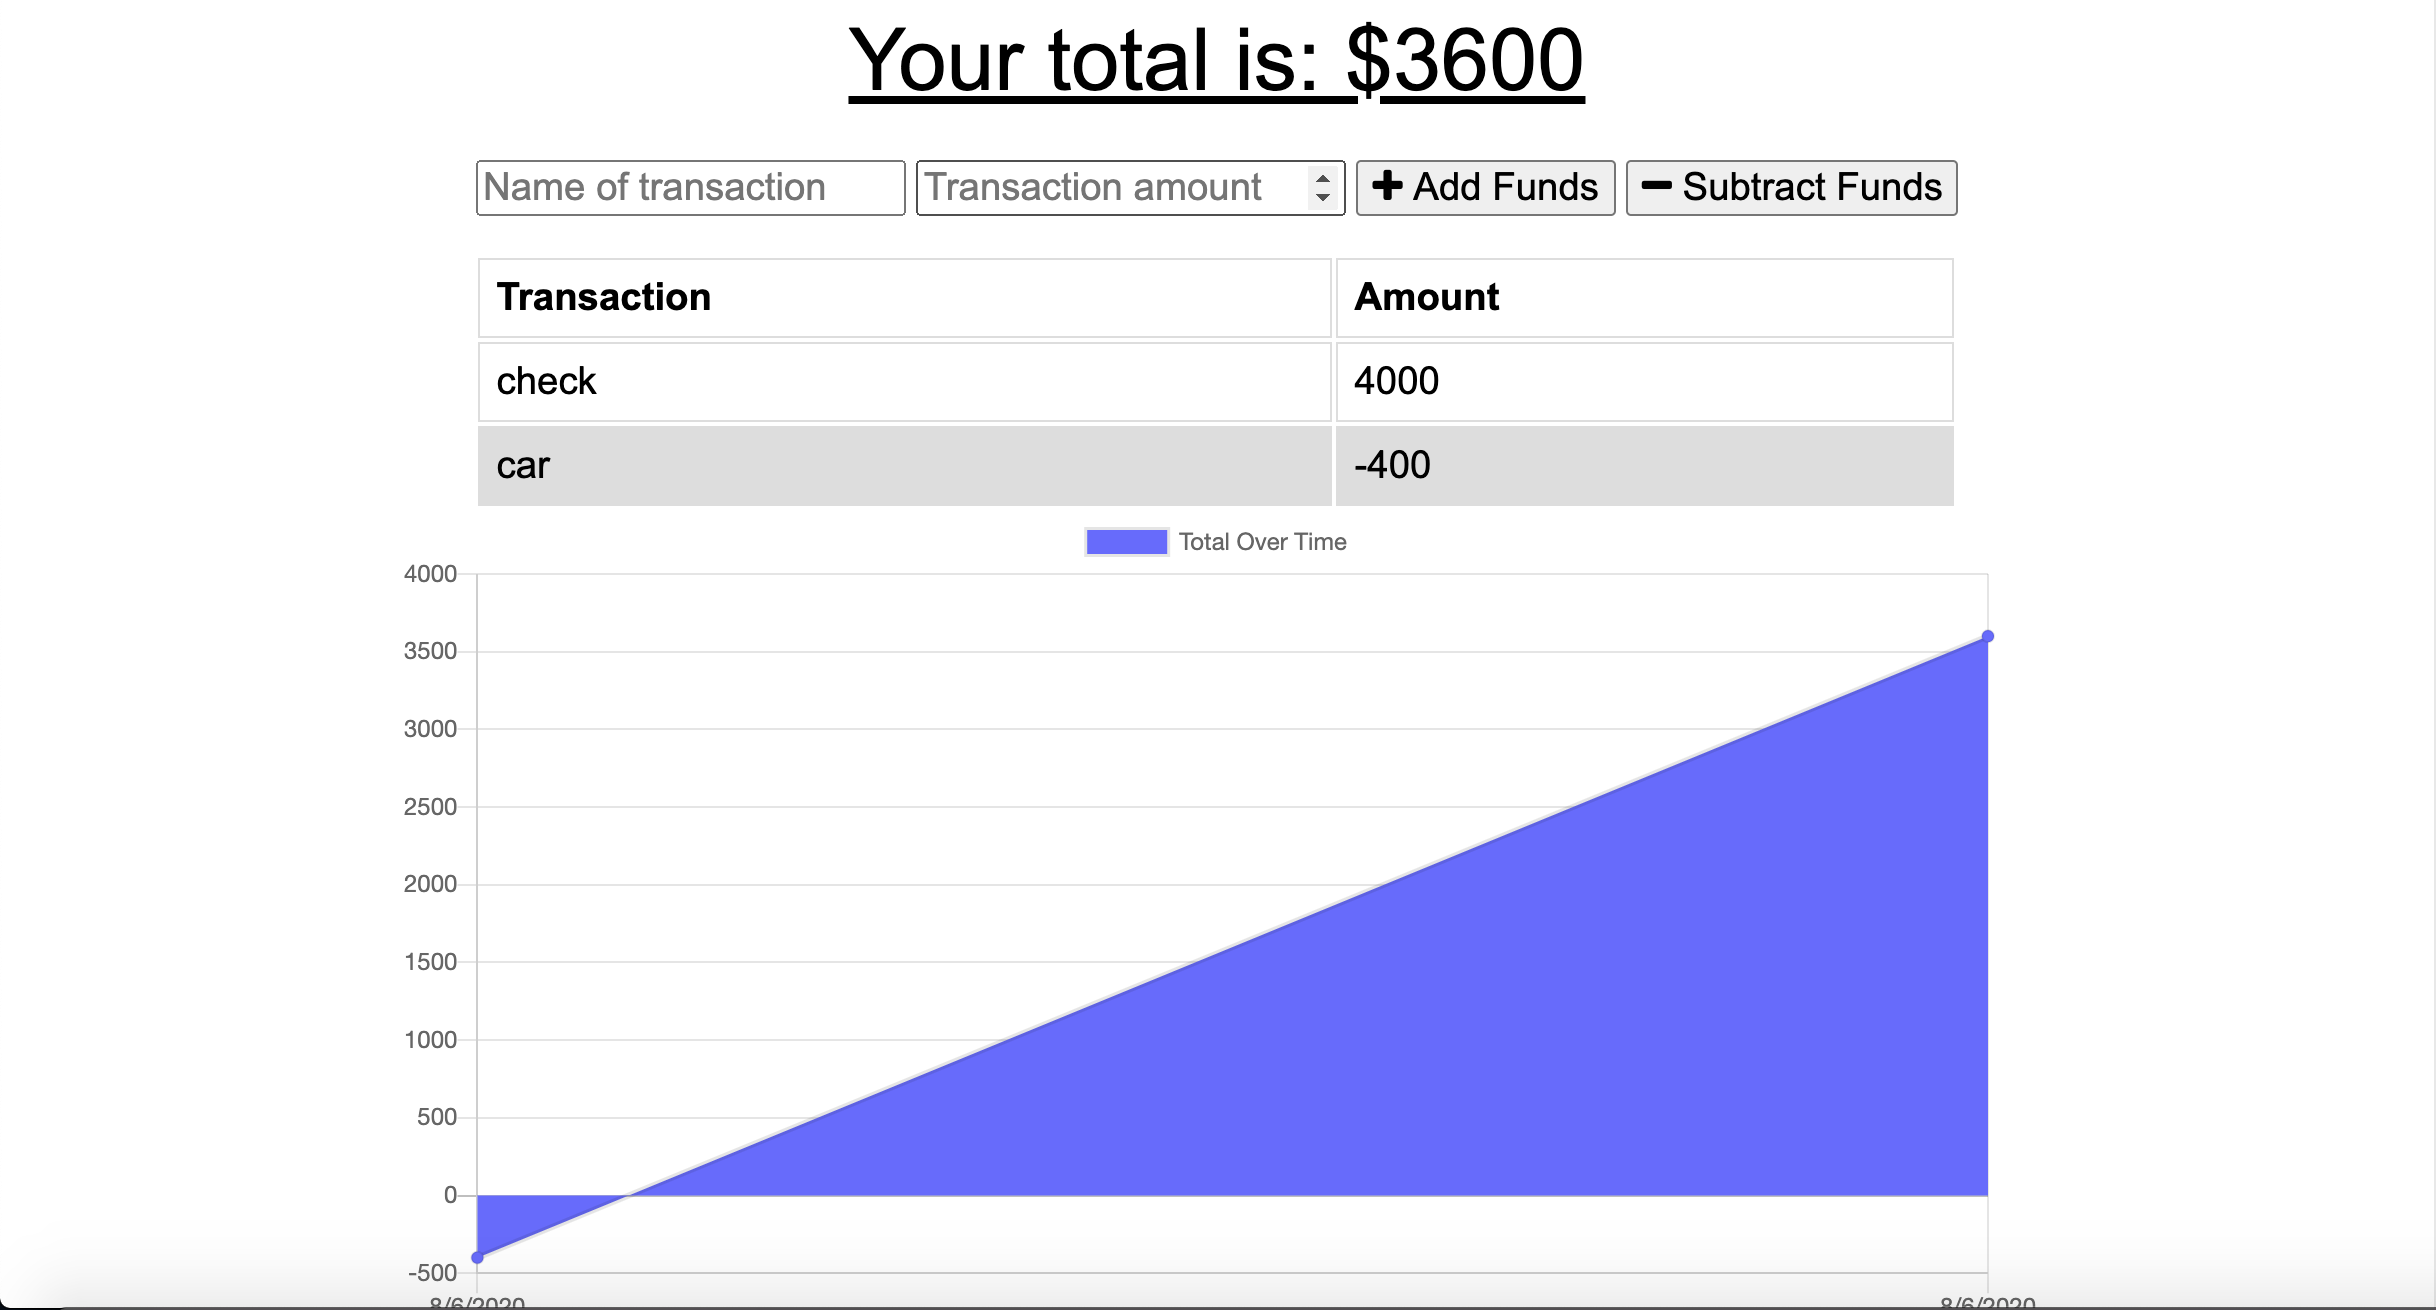 Your total is: $3600
Name of transaction Transaction amount Add Funds Subtract Funds
Transaction Amount
check 4000
car -400
Total Over Time
4000
3500
3000
2500
2000
1500
1000
500
0
-500
8/6/2020 8/6/2020